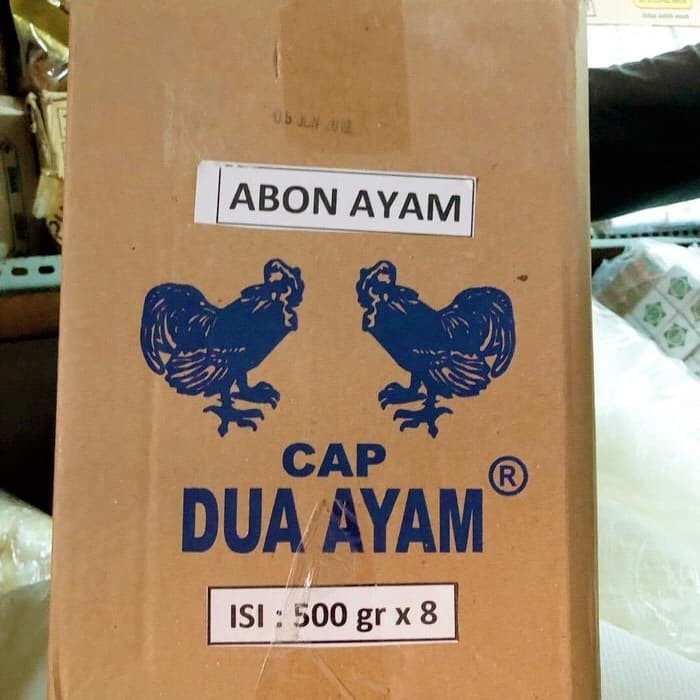 ABON AYAM
CAP
DUA AYAM ®
ISI : 500 gr x 8